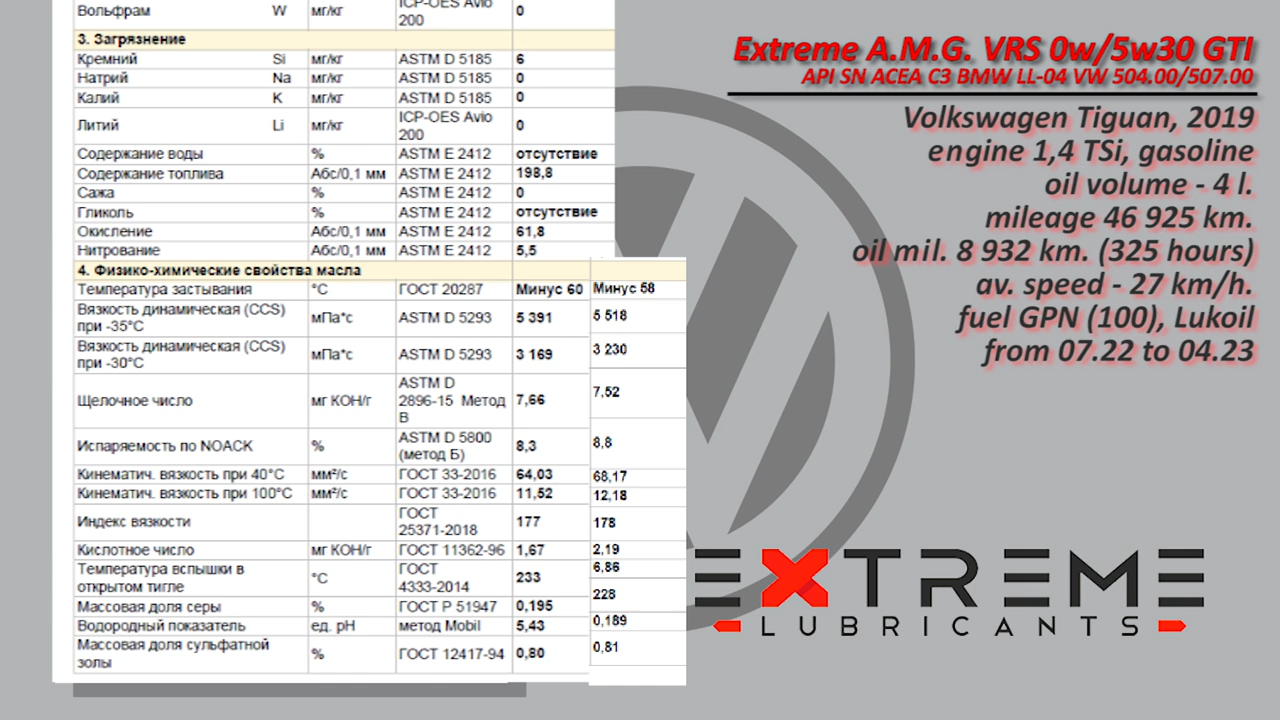 Вольфрам W мг/кг ICP-OES Avio 200 0
3. Загрязнение
Кремний Si мг/кг ASTM D 5185 6
Натрий Na мг/кг ASTM D 5185 0
Калий K мг/кг ASTM D 5185 0
Литий Li мг/кг ICP-OES Avio 200 0
Содержание воды % ASTM E 2412 отсутствие
Содержание топлива Абс/0,1 мм ASTM E 2412 198,8
Сажа % ASTM E 2412 0
Гликоль % ASTM E 2412 отсутствие
Окисление Абс/0,1 мм ASTM E 2412 61,8
Нитрование Абс/0,1 мм ASTM E 2412 5,5
4. Физико-химические свойства масла
Температура застывания °С ГОСТ 20287 Минус 60 Минус 58
Вязкость динамическая (CCS) при -35°С мПа*с ASTM D 5293 5 391 5 518
Вязкость динамическая (CCS) при -30°С мПа*с ASTM D 5293 3 169 3 230
Щелочное число мг КОН/г ASTM D 2896-15 Метод В 7,66 7,52
Испаряемость по NOACK % ASTM D 5800 (метод Б) 8,3 8,8
Кинематич. вязкость при 40°С мм²/с ГОСТ 33-2016 64,03 68,17
Кинематич. вязкость при 100°С мм²/с ГОСТ 33-2016 11,52 12,18
Индекс вязкости ГОСТ 25371-2018 177 178
Кислотное число мг КОН/г ГОСТ 11362-96 1,67 2,19
6,86
Температура вспышки в открытом тигле °С ГОСТ 4333-2014 233 228
Массовая доля серы % ГОСТ Р 51947 0,195 0,189
Водородный показатель ед. pH метод Mobil 5,43
Массовая доля сульфатной золы % ГОСТ 12417-94 0,80 0,81
Extreme A.M.G. VRS 0w/5w30 GTI
API SN ACEA C3 BMW LL-04 VW 504.00/507.00
Volkswagen Tiguan, 2019
engine 1,4 TSi, gasoline
oil volume - 4 l.
mileage 46 925 km.
oil mil. 8 932 km. (325 hours)
av. speed - 27 km/h.
fuel GPN (100), Lukoil
from 07.22 to 04.23
EXTREME
LUBRICANTS